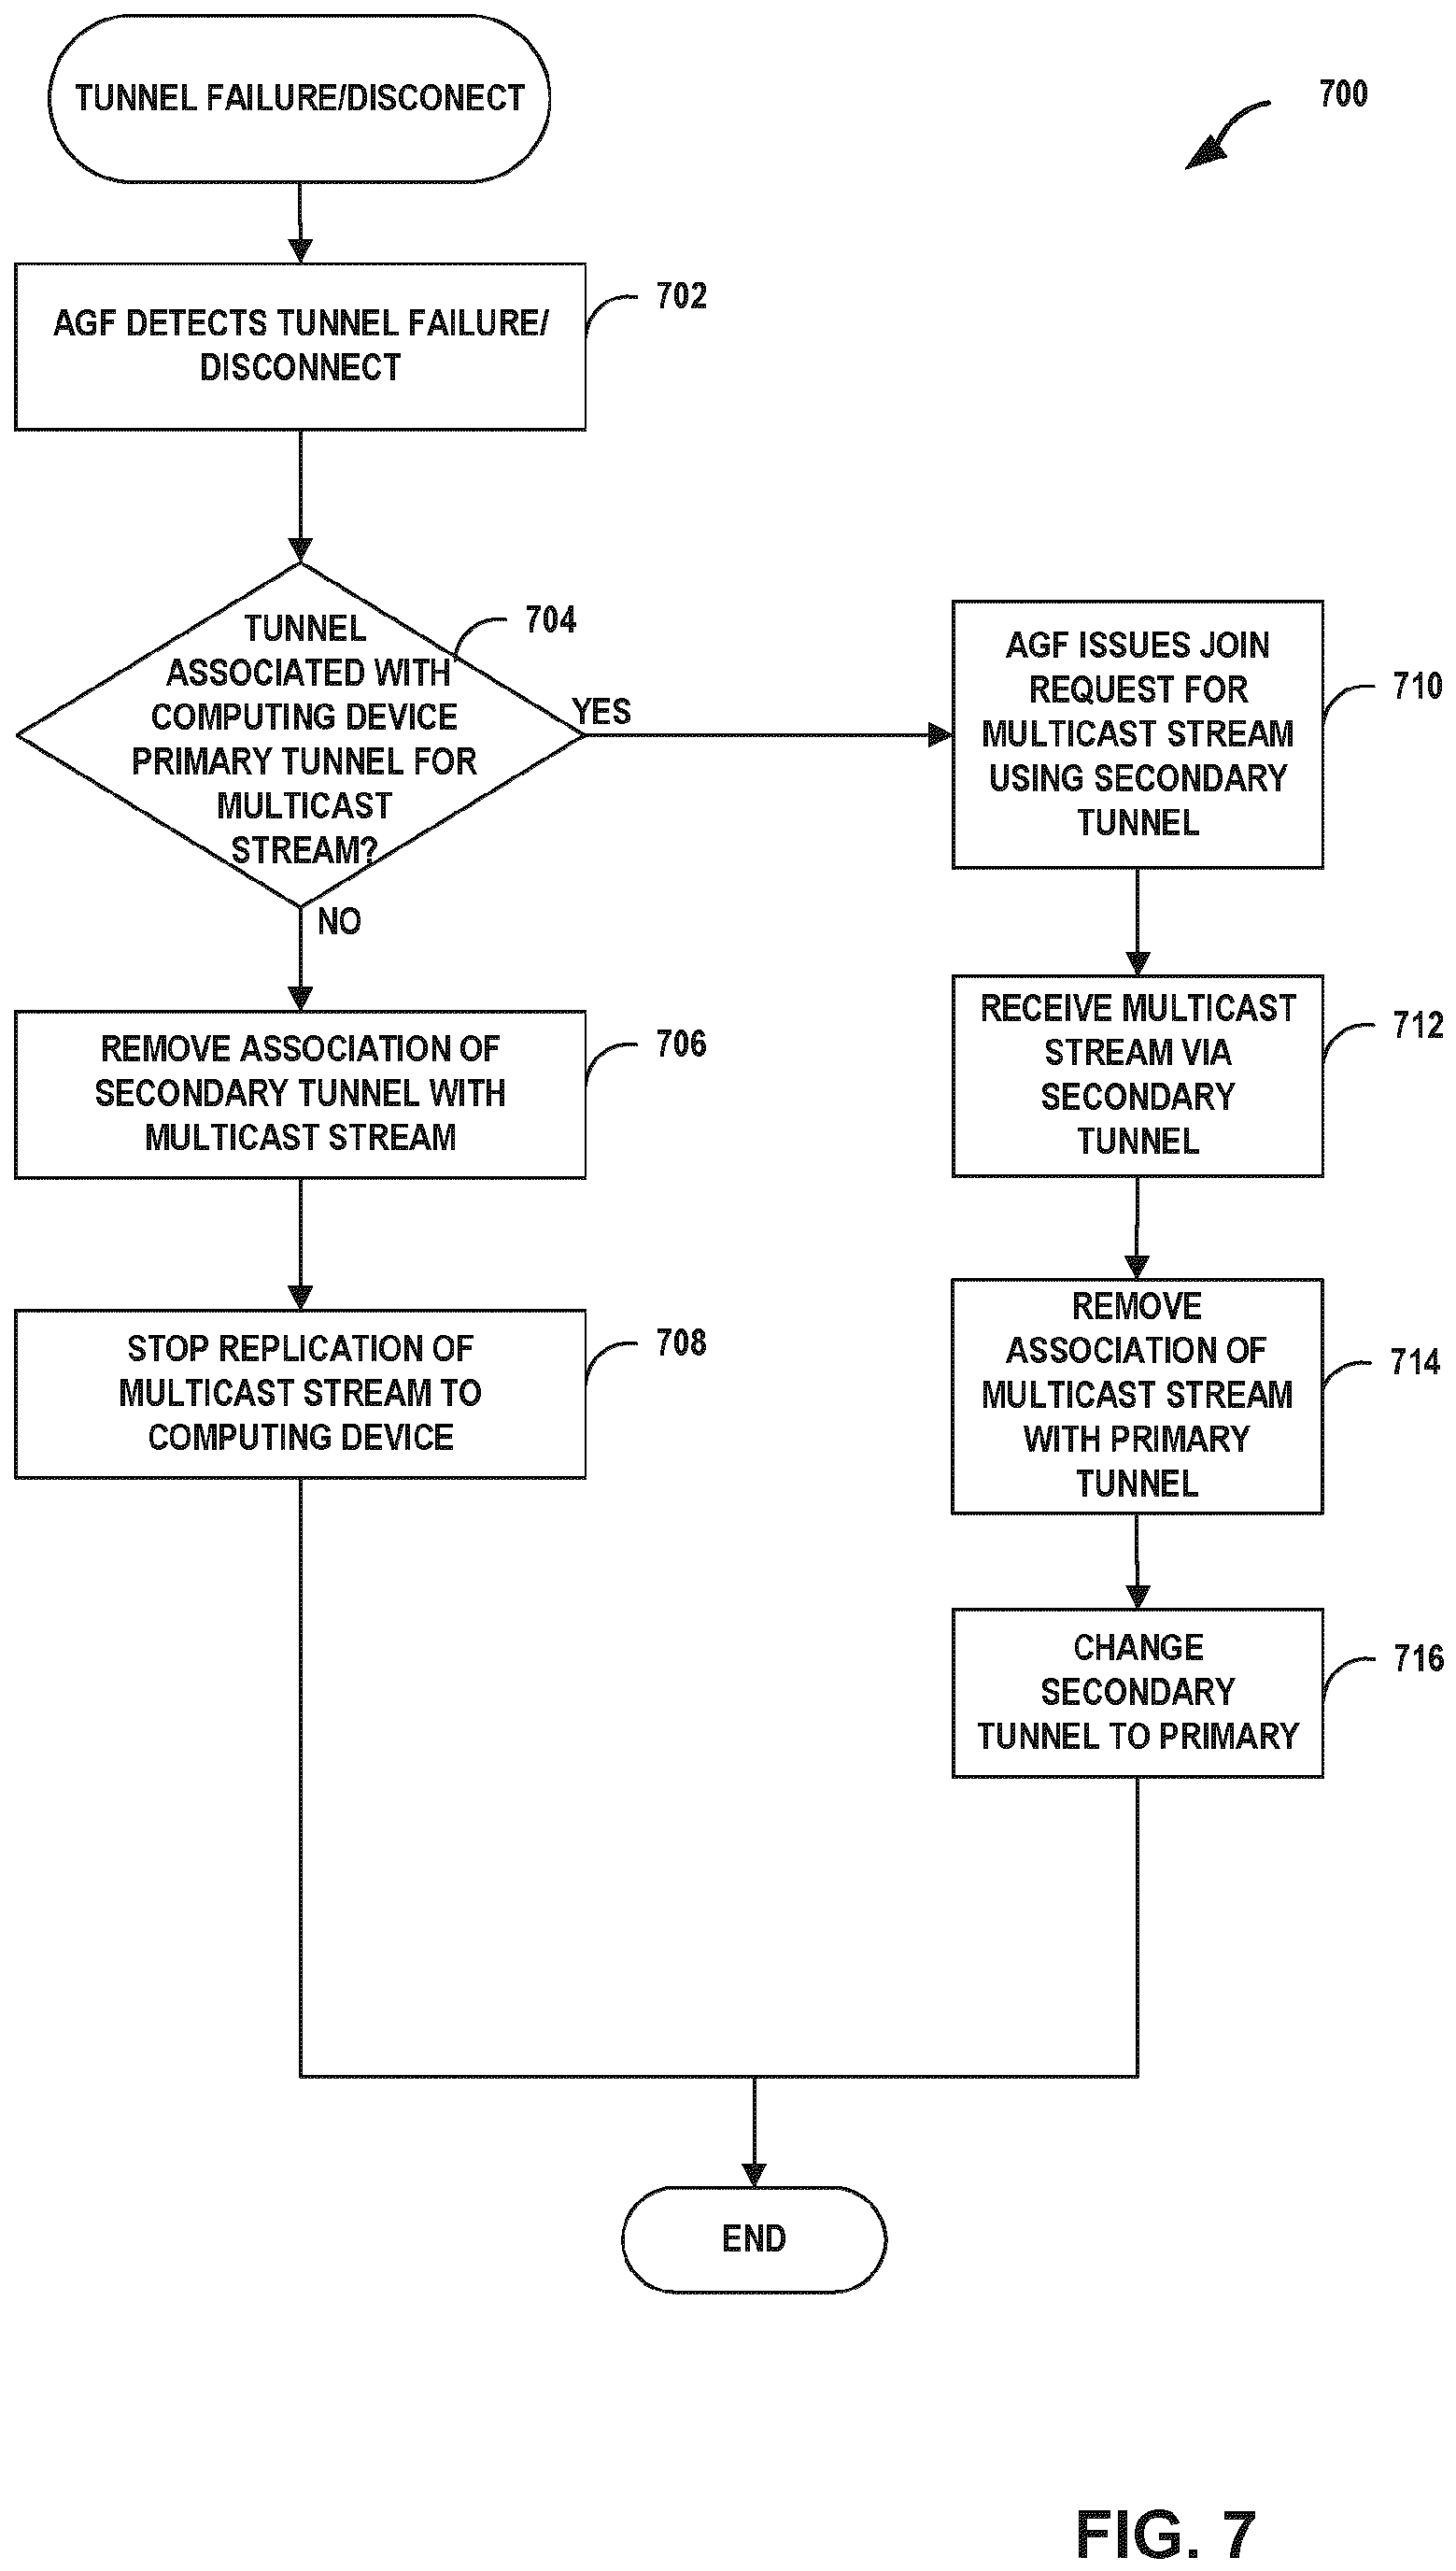 TUNNEL FAILURE/DISCONECT
700
AGF DETECTS TUNNEL FAILURE/
DISCONNECT
702
TUNNEL
ASSOCIATED WITH
COMPUTING DEVICE
PRIMARY TUNNEL FOR
MULTICAST
STREAM?
704
YES
NO
REMOVE ASSOCIATION OF
SECONDARY TUNNEL WITH
MULTICAST STREAM
706
STOP REPLICATION OF
MULTICAST STREAM TO
COMPUTING DEVICE
708
AGF ISSUES JOIN
REQUEST FOR
MULTICAST STREAM
USING SECONDARY
TUNNEL
710
RECEIVE MULTICAST
STREAM VIA
SECONDARY
TUNNEL
712
REMOVE
ASSOCIATION OF
MULTICAST STREAM
WITH PRIMARY
TUNNEL
714
CHANGE
SECONDARY
TUNNEL TO PRIMARY
716
END
FIG. 7